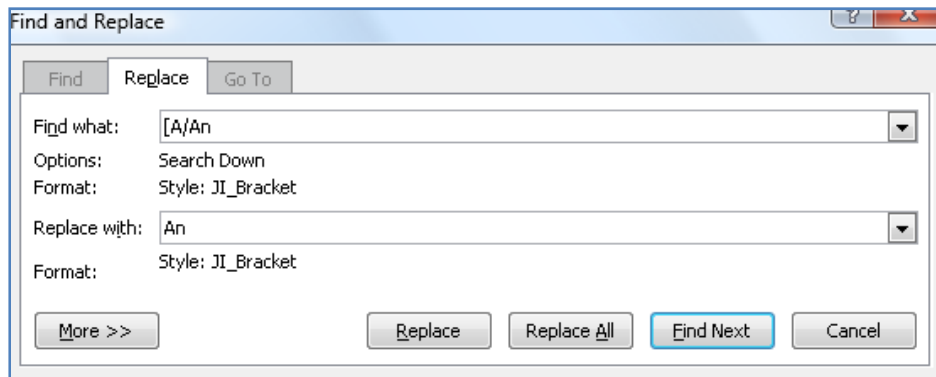 Find and Replace
Find Replace Go To
Find what: [A/An
Options: Search Down
Format: Style: JI_Bracket
Replace with: An
Format: Style: JI_Bracket
More >> Replace Replace All Find Next Cancel